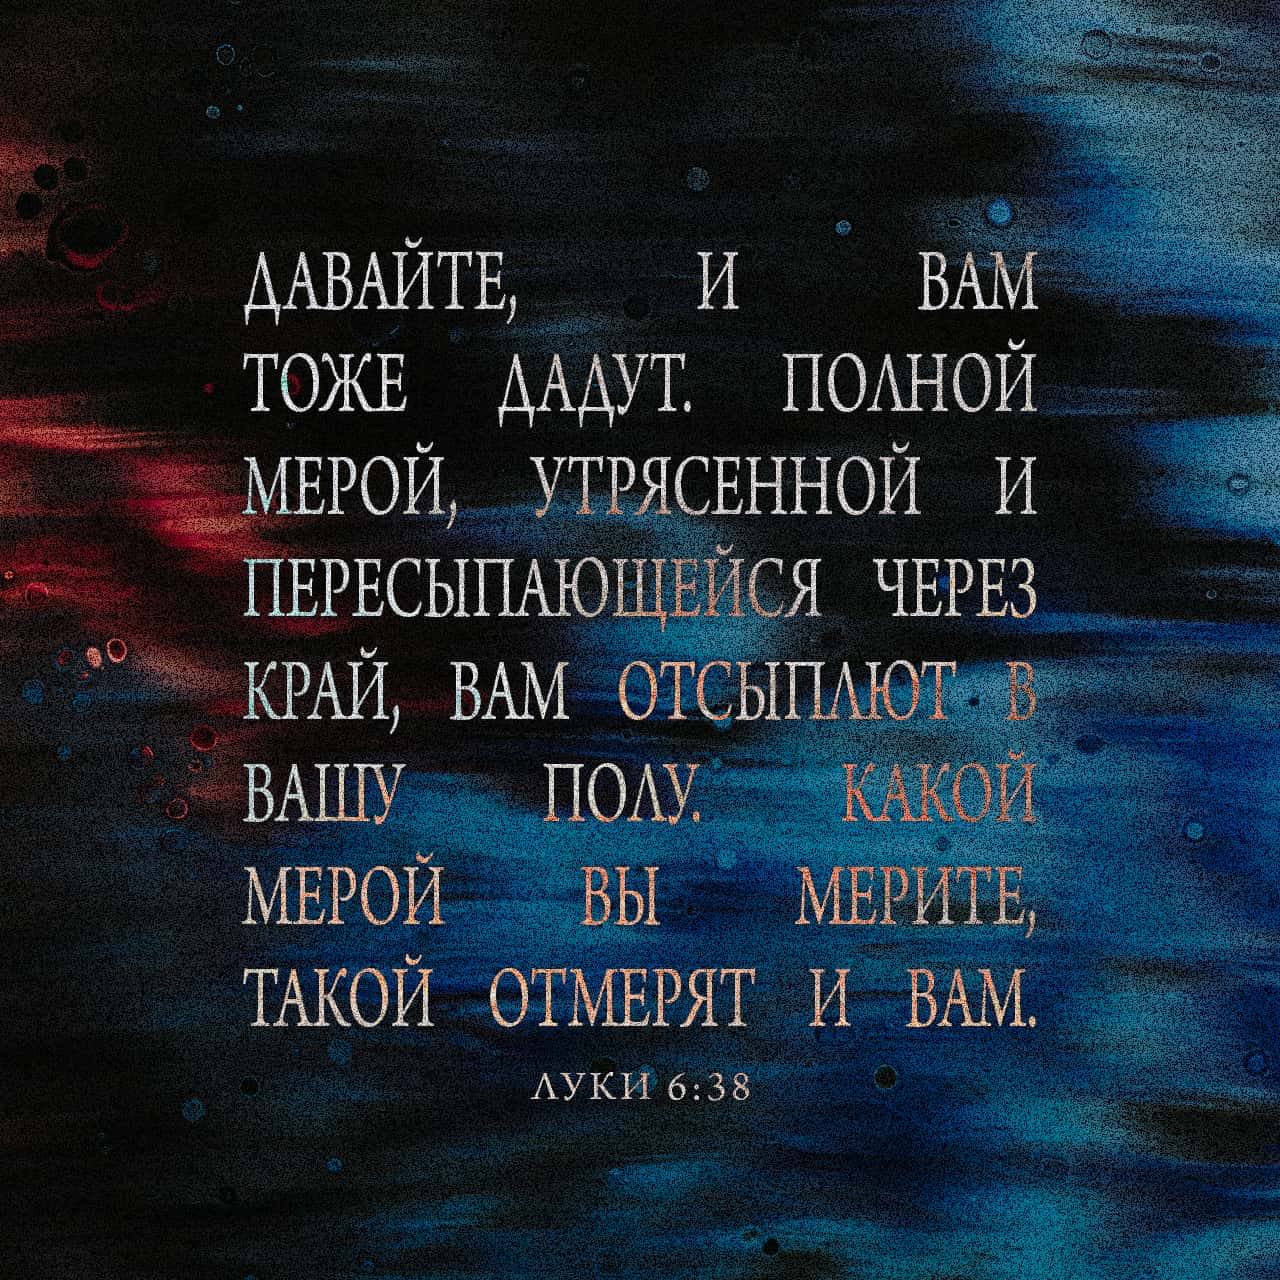 ДАВАЙТЕ, И ВАМ
ТОЖЕ ДАДУТ. ПОЛНОЙ
МЕРОЙ, УТРЯСЕННОЙ И
ПЕРЕСЫПАЮЩЕЙСЯ ЧЕРЕЗ
КРАЙ, ВАМ ОТСЫПЛЮТ В
ВАШУ ПОЛУ. КАКОЙ
МЕРОЙ ВЫ МЕРИТЕ,
ТАКОЙ ОТМЕРЯТ И ВАМ.
ЛУКИ 6:38